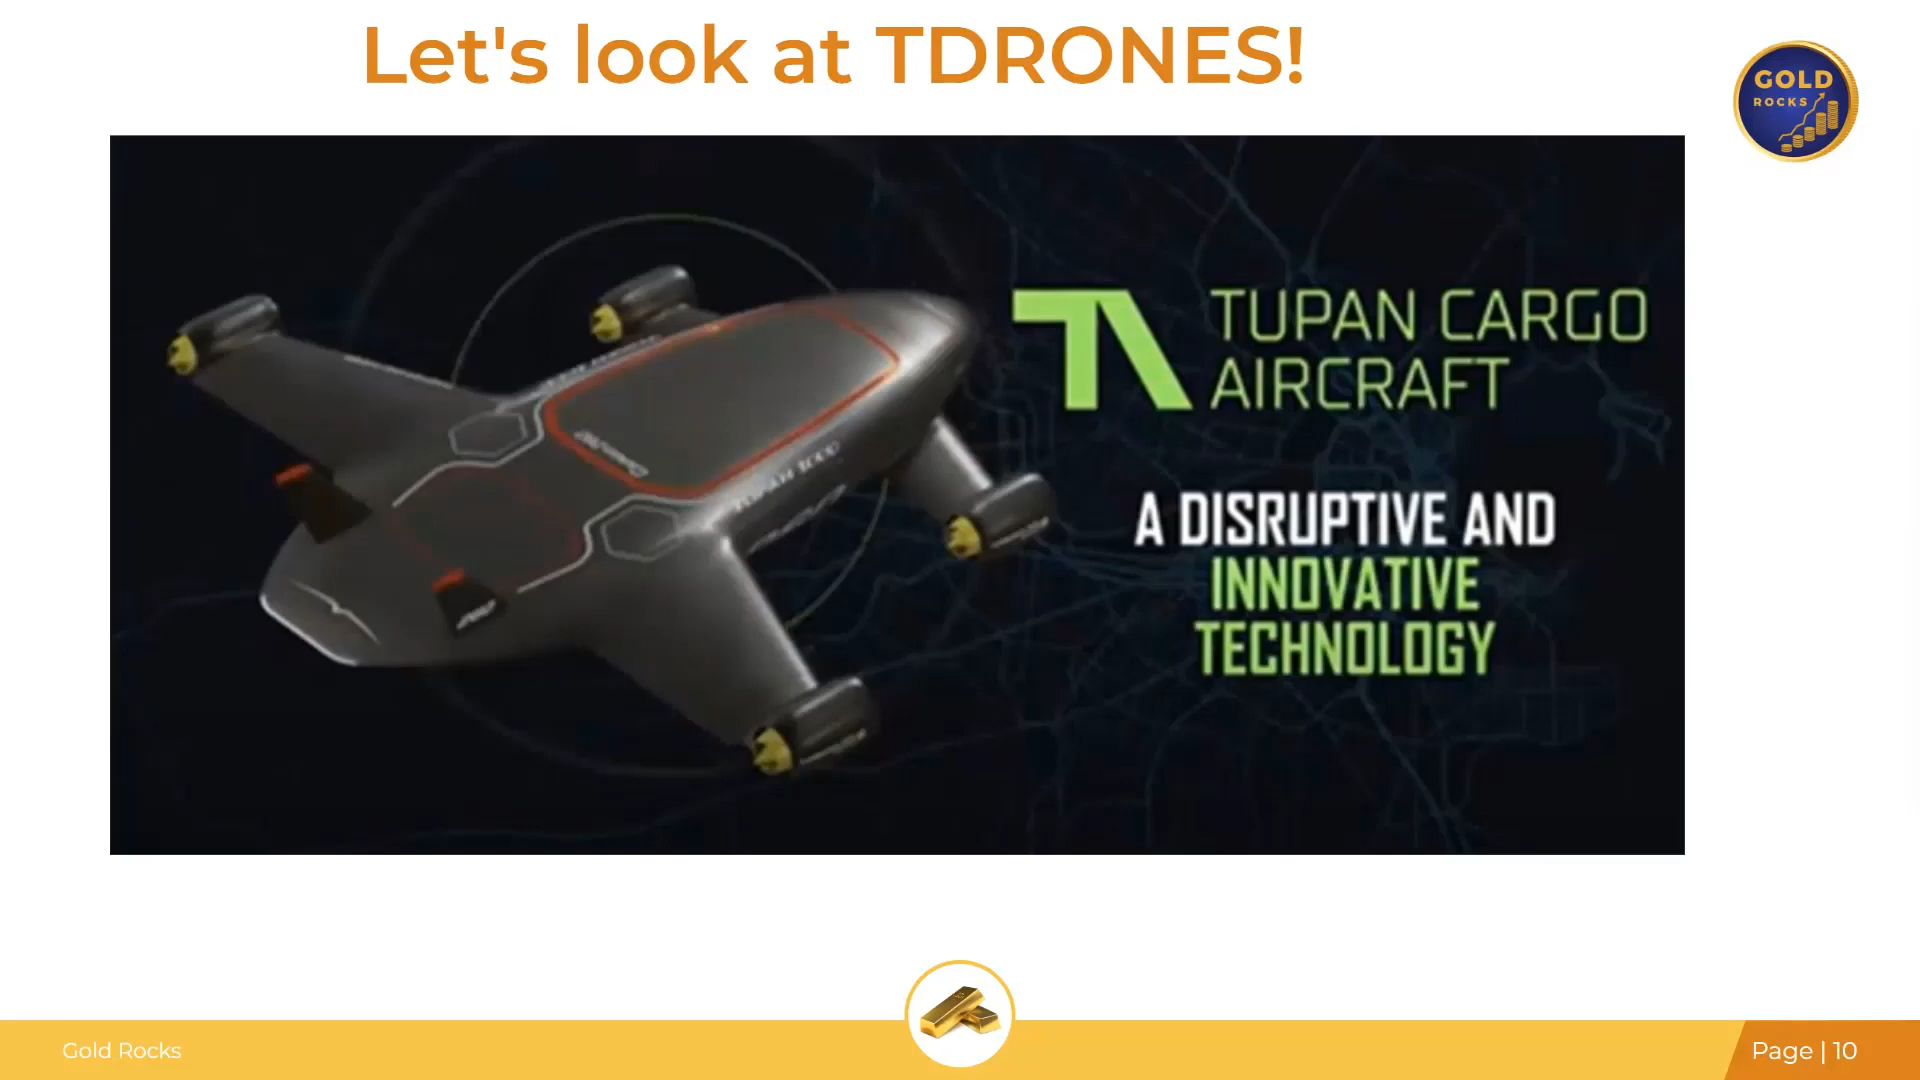 Let's look at TDRONES!
GOLD
ROCKS
TUPAN CARGO
AIRCRAFT
A DISRUPTIVE AND
INNOVATIVE
TECHNOLOGY
Gold Rocks
Page | 10